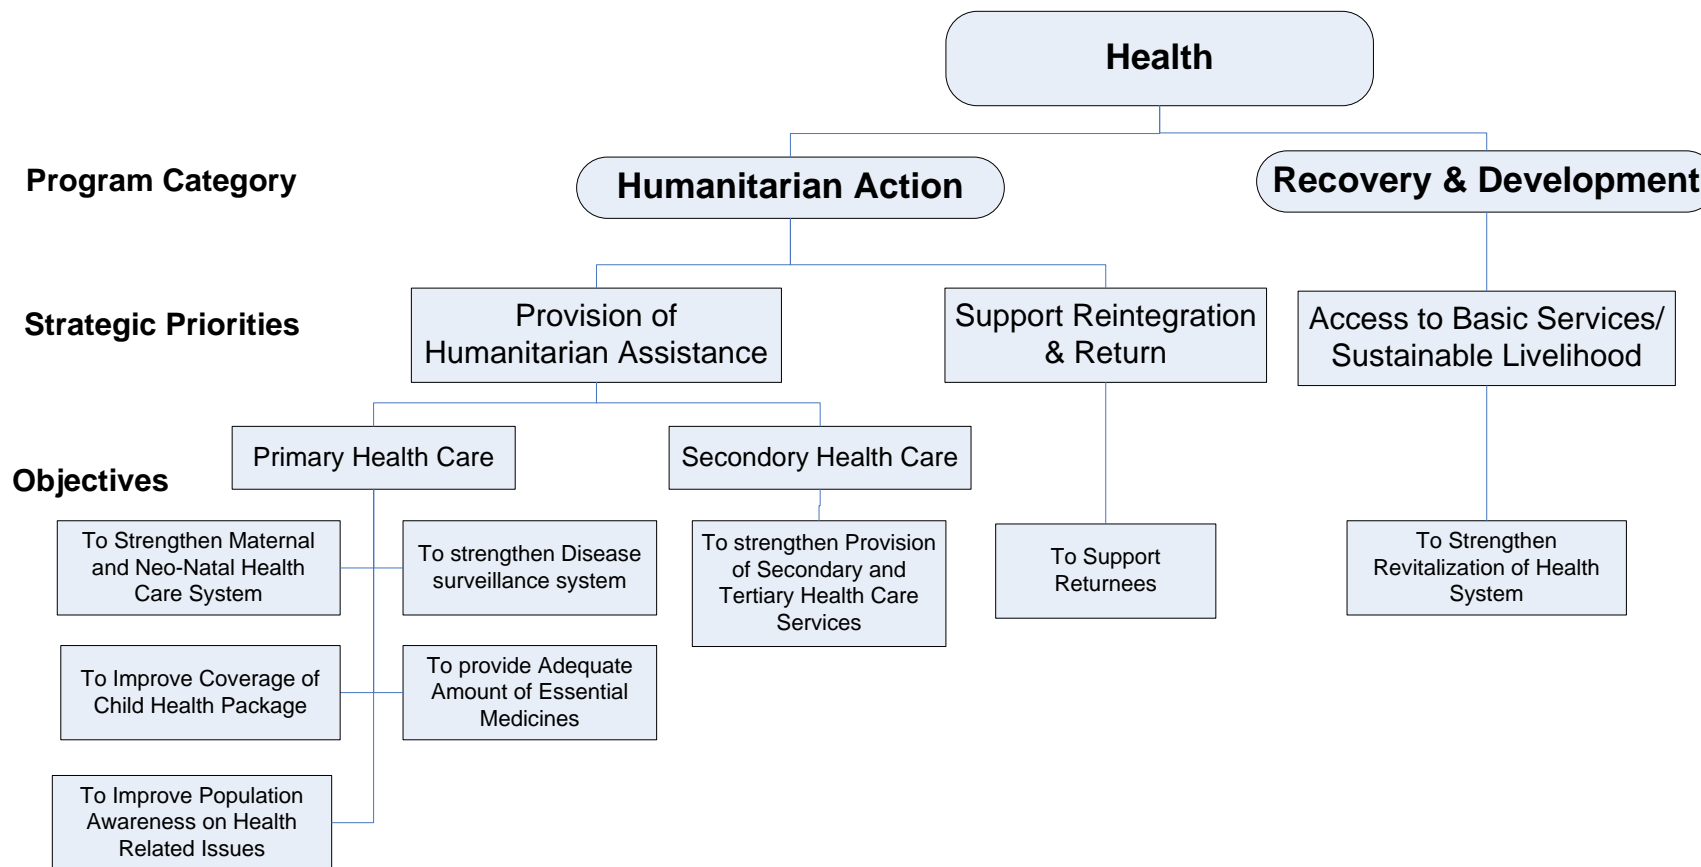 Health
Program Category
Humanitarian Action
Recovery & Development
Strategic Priorities
Provision of
Humanitarian Assistance
Support Reintegration
& Return
Access to Basic Services/
Sustainable Livelihood
Objectives
Primary Health Care
Secondory Health Care
To Strengthen Maternal
and Neo-Natal Health
Care System
To strengthen Disease
surveillance system
To strengthen Provision
of Secondary and
Tertiary Health Care
Services
To Support
Returnees
To Strengthen
Revitalization of Health
System
To Improve Coverage of
Child Health Package
To provide Adequate
Amount of Essential
Medicines
To Improve Population
Awareness on Health
Related Issues